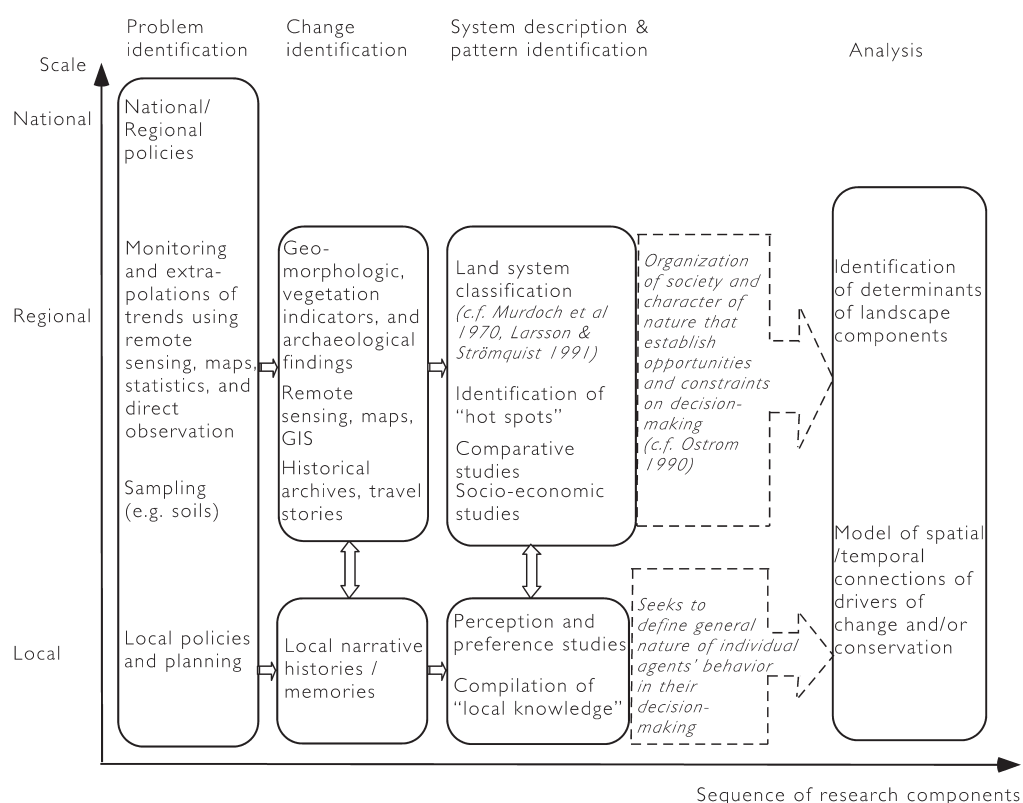 Problem
identification
Change
identification
System description &
pattern identification
Analysis
Scale
National
Regional
Local
National/
Regional
policies
Monitoring
and extra-
polations of
trends using
remote
sensing, maps,
statistics, and
direct
observation
Sampling
(e.g. soils)
Local policies
and planning
Geo-
morphologic,
vegetation
indicators, and
archaeological
findings
Remote
sensing, maps,
GIS
Historical
archives, travel
stories
Local narrative
histories /
memories
Land system
classification
(c.f. Murdoch et al
1970, Larsson &
Strömquist 1991)
Identification of
“hot spots”
Comparative
studies
Socio-economic
studies
Perception and
preference studies
Compilation of
“local knowledge”
Organization
of society and
character of
nature that
establish
opportunities
and constraints
on decision-
making
(c.f. Ostrom
1990)
Seeks to
define general
nature of individual
agents’ behavior
in their
decision-
making
Identification
of determinants
of landscape
components
Model of spatial
/temporal
connections of
drivers of
change and/or
conservation
Sequence of research components